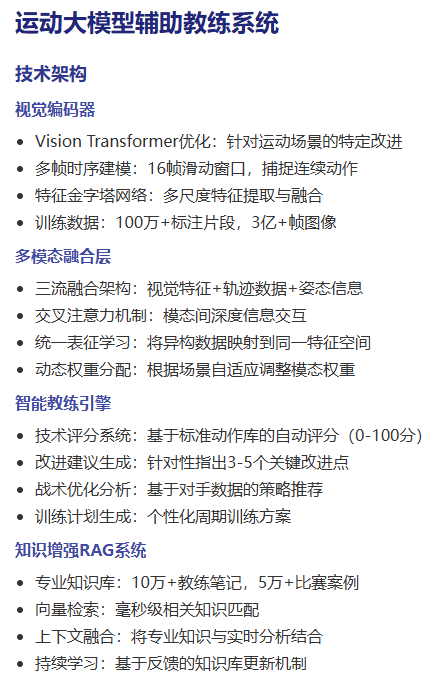 运动大模型辅助教练系统
技术架构
视觉编码器
• Vision Transformer优化：针对运动场景的特定改进
• 多帧时序建模：16帧滑动窗口，捕捉连续动作
• 特征金字塔网络：多尺度特征提取与融合
• 训练数据：100万+标注片段，3亿+帧图像
多模态融合层
• 三流融合架构：视觉特征+轨迹数据+姿态信息
• 交叉注意力机制：模态间深度信息交互
• 统一表征学习：将异构数据映射到同一特征空间
• 动态权重分配：根据场景自适应调整模态权重
智能教练引擎
• 技术评分系统：基于标准动作库的自动评分（0-100分）
• 改进建议生成：针对性指出3-5个关键改进点
• 战术优化分析：基于对手数据的策略推荐
• 训练计划生成：个性化周期训练方案
知识增强RAG系统
• 专业知识库：10万+教练笔记，5万+比赛案例
• 向量检索：毫秒级相关知识匹配
• 上下文融合：将专业知识与实时分析结合
• 持续学习：基于反馈的知识库更新机制